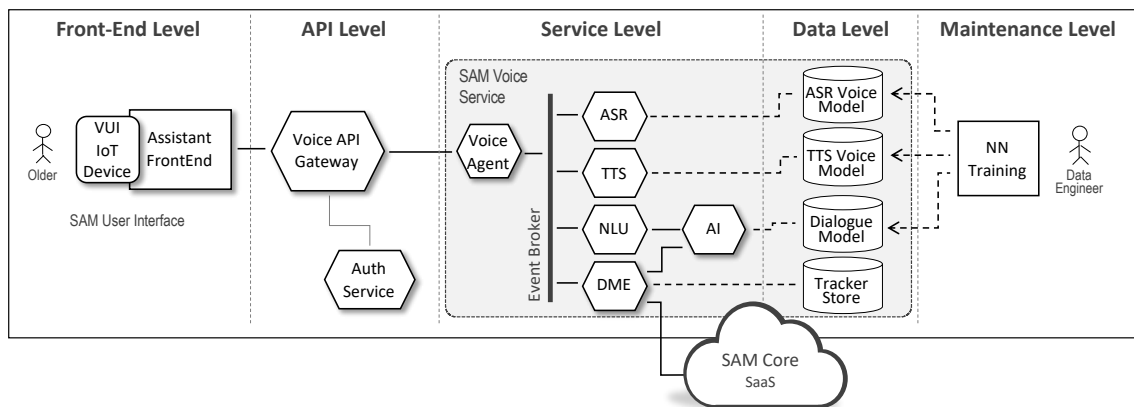 Front-End Level
API Level
Service Level
Data Level
Maintenance Level
Older
VUI
IoT
Device
Assistant
FrontEnd
SAM User Interface
Voice API
Gateway
Auth
Service
SAM Voice
Service
Voice
Agent
Event Broker
ASR
TTS
NLU
DME
AI
ASR Voice
Model
TTS Voice
Model
Dialogue
Model
Tracker
Store
NN
Training
Data
Engineer
SAM Core
SaaS